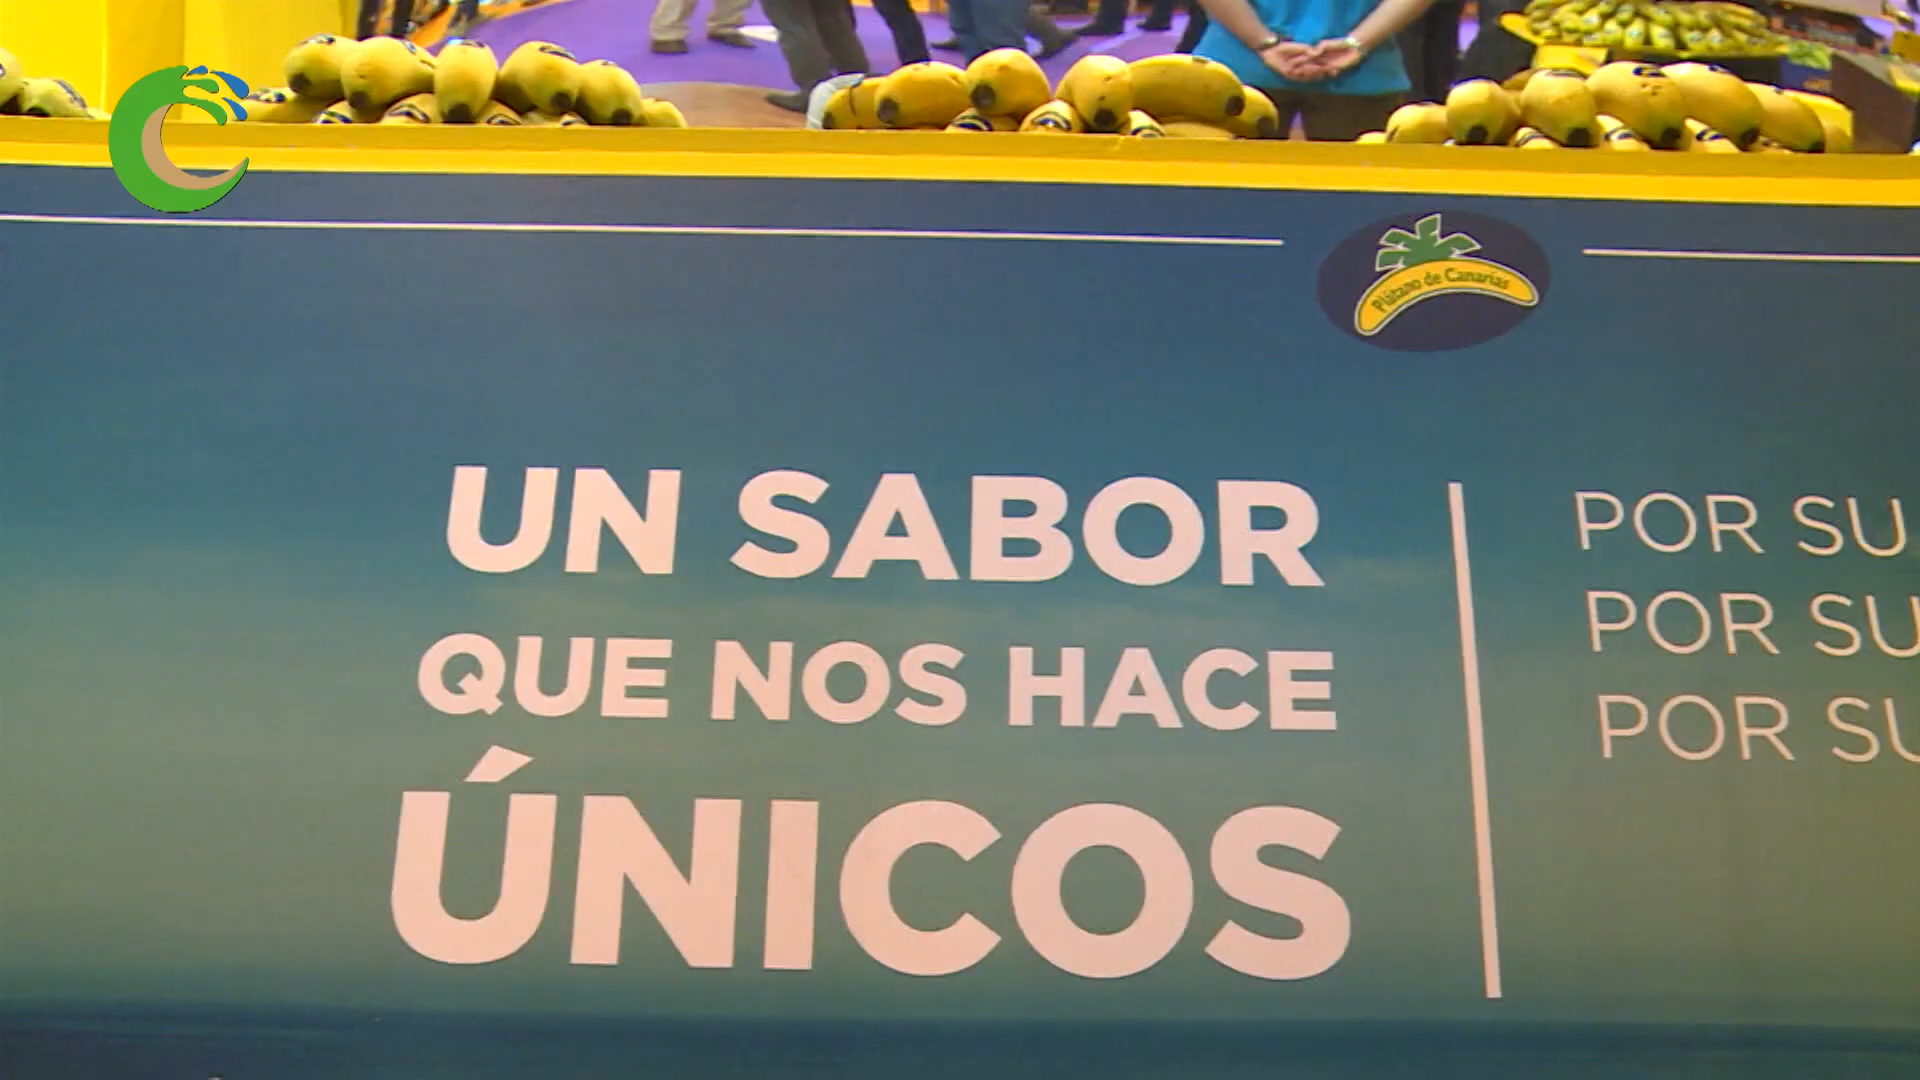 Plátano de Canarias
UN SABOR
QUE NOS HACE
ÚNICOS
POR SU
POR SU
POR SU